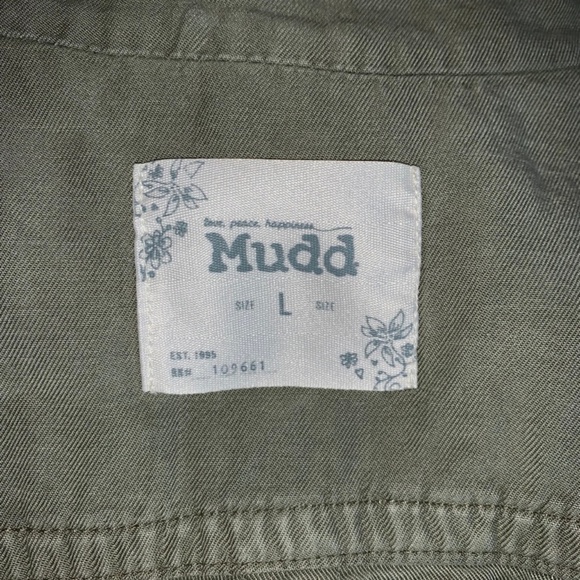 love, peace, happiness
Mudd
SIZE L SIZE
EST. 1995
RN# 109661